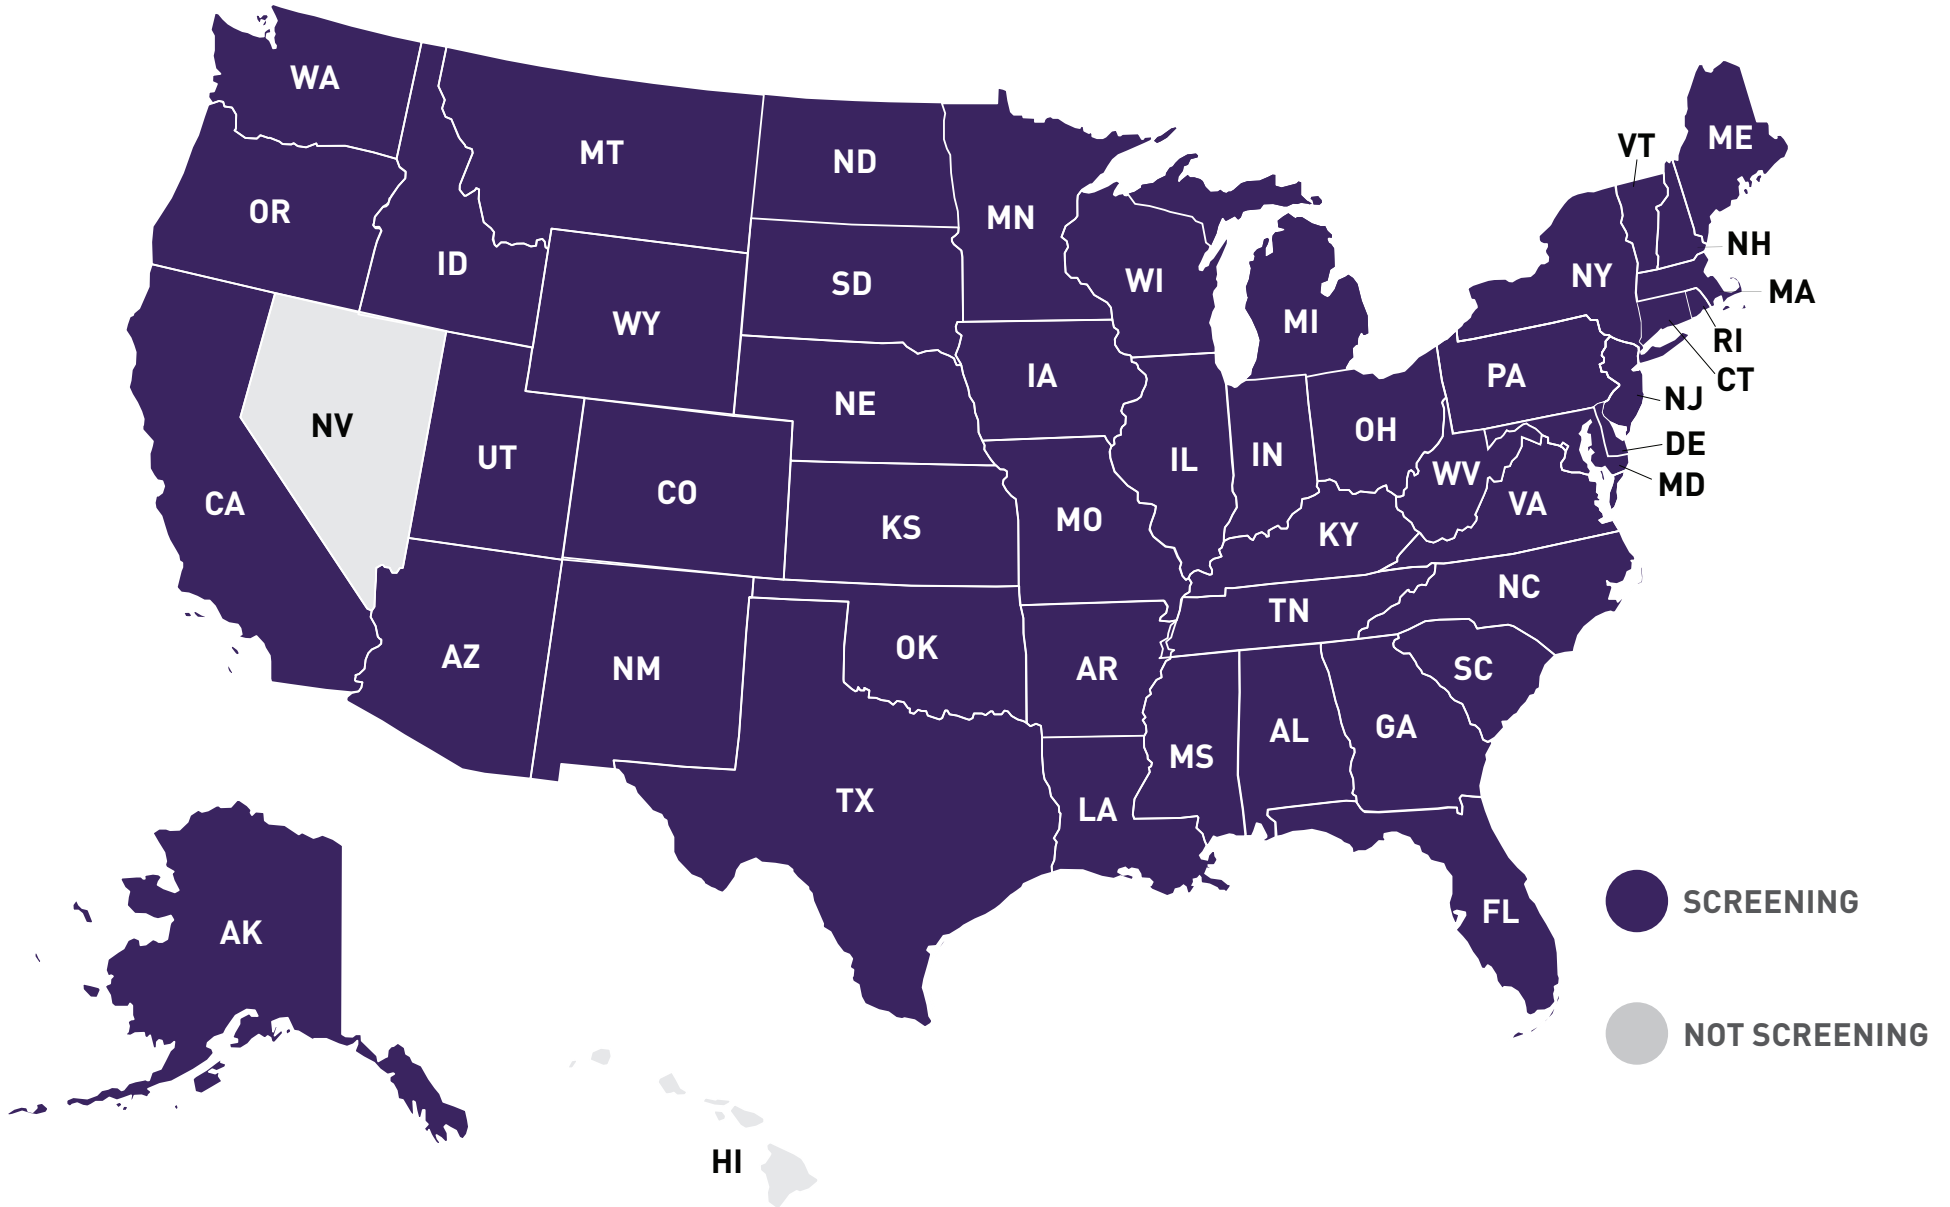 WA
MT
ND
MN
ME
VT
OR
ID
SD
WI
NY
NH
MA
WY
MI
RI
IA
PA
CT
NE
NJ
NV
OH
DE
UT
IL
IN
WV
MD
CO
CA
VA
MO
KS
KY
NC
TN
AZ
NM
OK
AR
SC
GA
AL
MS
TX
LA
FL
SCREENING
AK
NOT SCREENING
HI